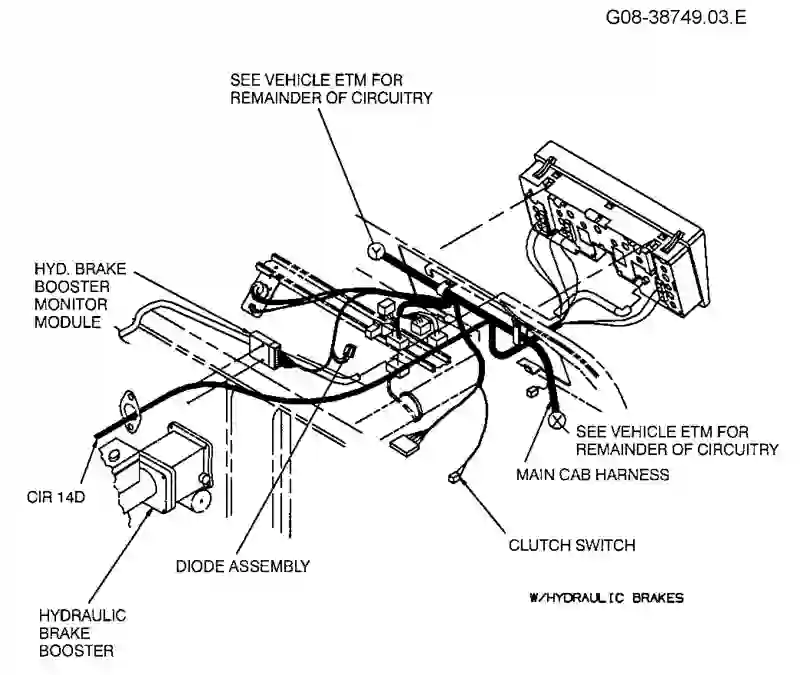 G08-38749.03.E
SEE VEHICLE ETM FOR
REMAINDER OF CIRCUITRY
Y
HYD. BRAKE
BOOSTER
MONITOR
MODULE
X
SEE VEHICLE ETM FOR
REMAINDER OF CIRCUITRY
MAIN CAB HARNESS
CIR 14D
CLUTCH SWITCH
DIODE ASSEMBLY
W/HYDRAULIC BRAKES
HYDRAULIC
BRAKE
BOOSTER